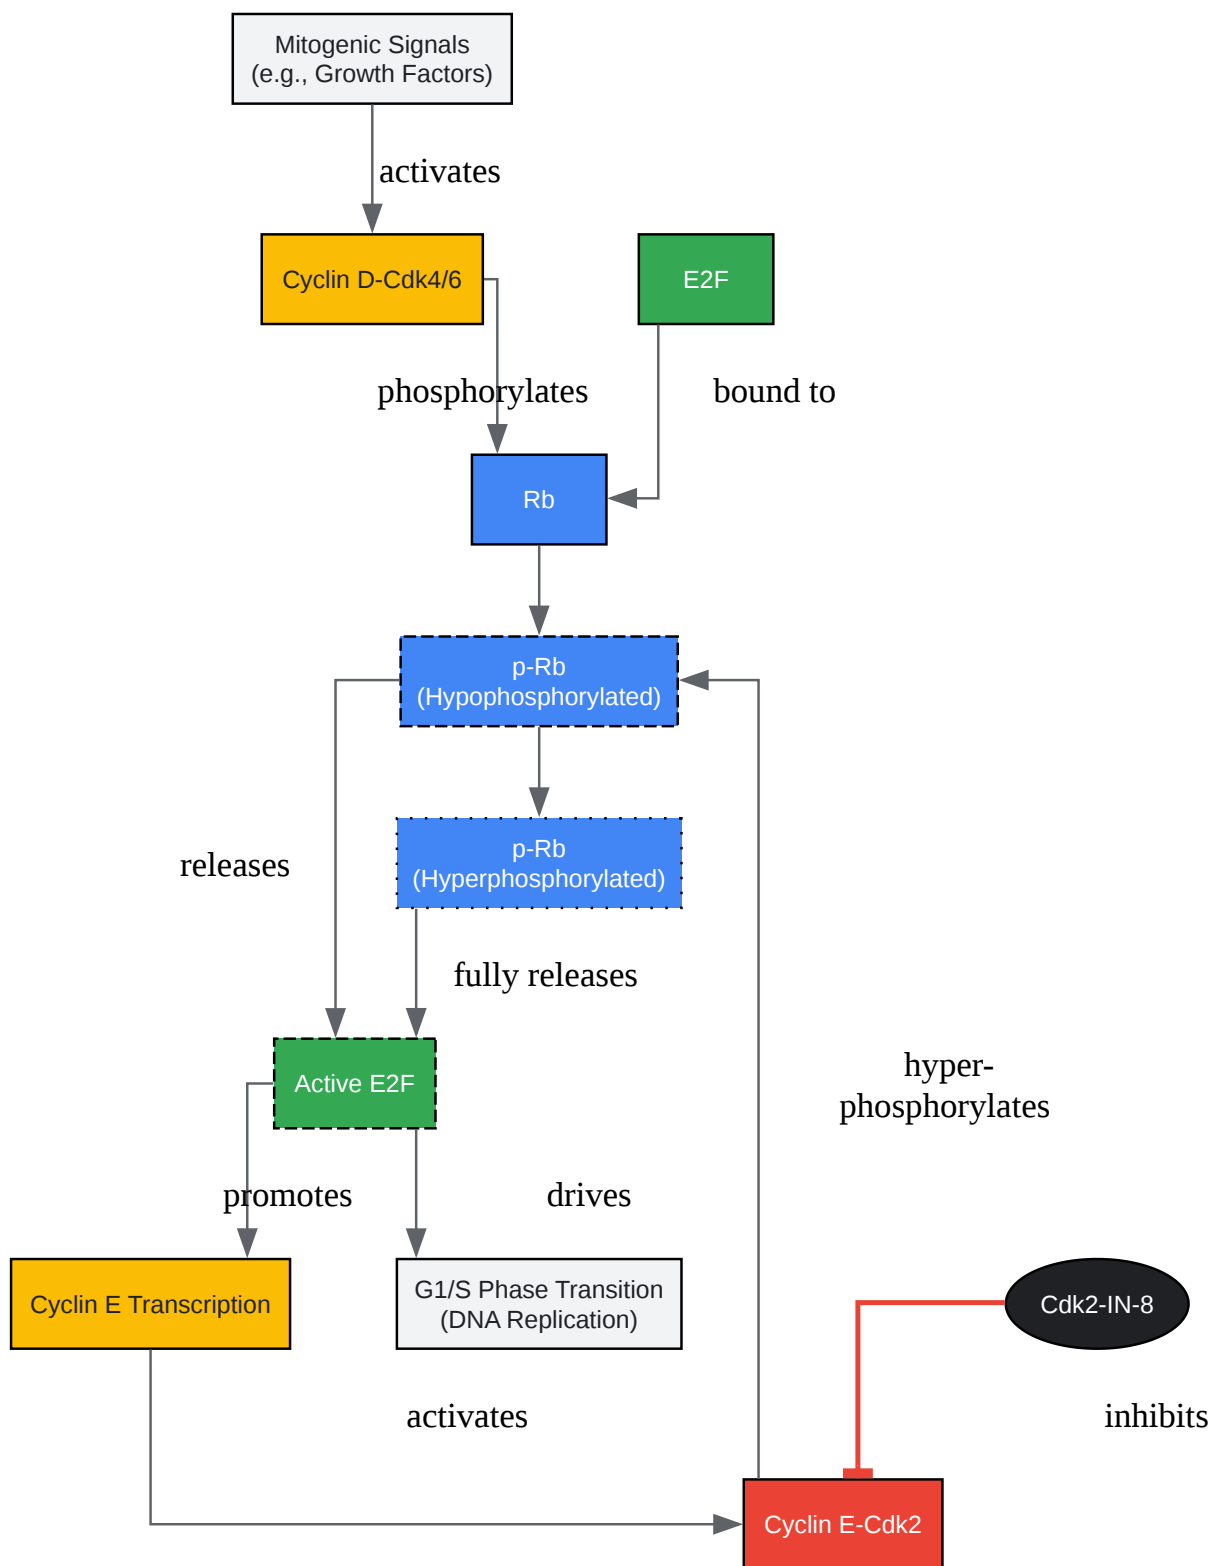 Mitogenic Signals
(e.g., Growth Factors)
activates
Cyclin D-Cdk4/6
E2F
phosphorylates
bound to
Rb
p-Rb
(Hypophosphorylated)
p-Rb
(Hyperphosphorylated)
releases
fully releases
Active E2F
hyper-
phosphorylates
promotes
drives
Cyclin E Transcription
G1/S Phase Transition
(DNA Replication)
Cdk2-IN-8
activates
inhibits
Cyclin E-Cdk2